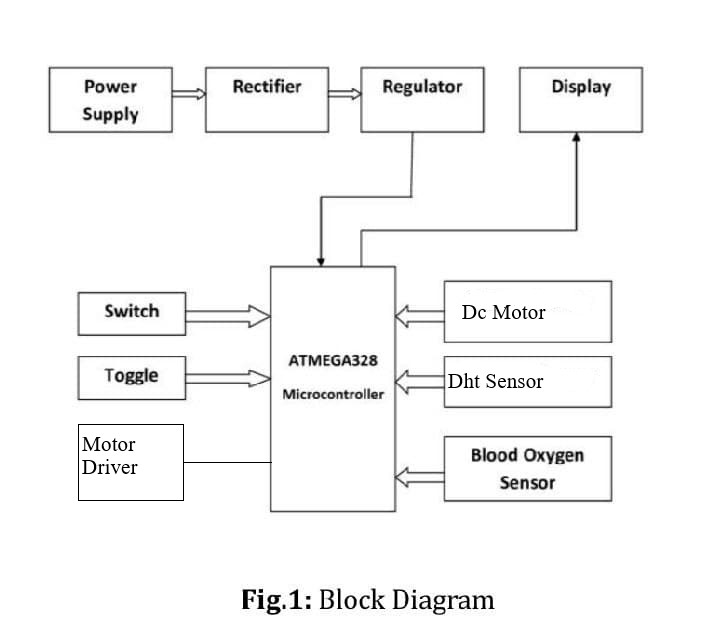 Power
Supply
Rectifier
Regulator
Display
Switch
Toggle
Motor
Driver
ATMEGA328
Microcontroller
Dc Motor
Dht Sensor
Blood Oxygen
Sensor
Fig.1: Block Diagram